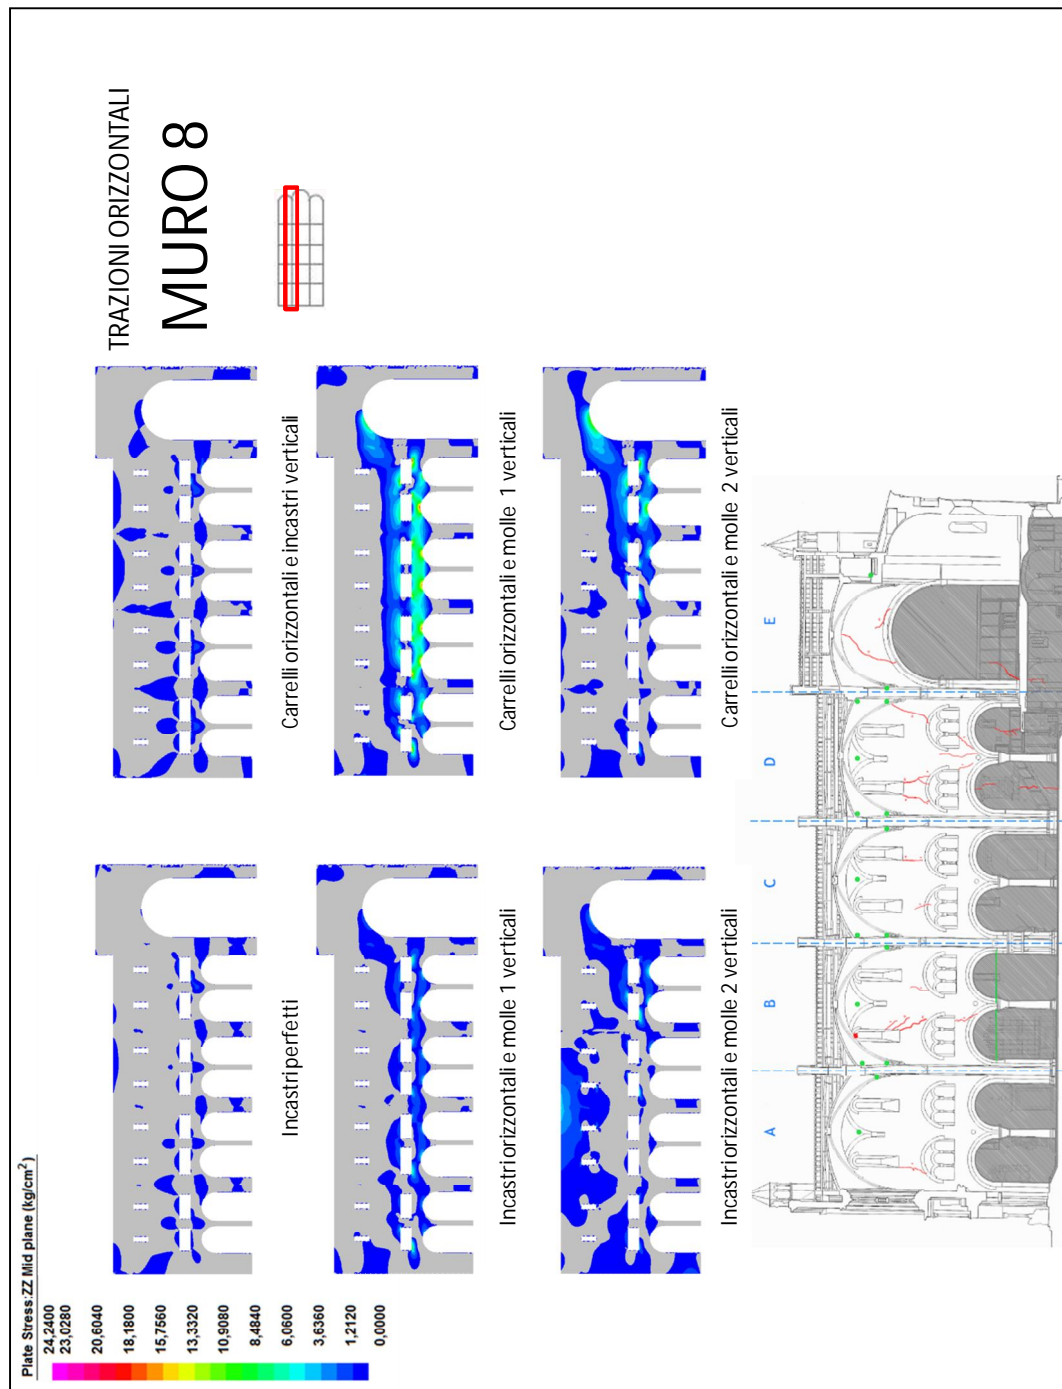 TRAZIONI ORIZZONTALI
MURO 8
Plate Stress:ZZ Mid plane (kg/cm²)
24,2400
23,0280
20,6040
18,1800
15,7560
13,3320
10,9080
8,4840
6,0600
3,6360
1,2120
0,0000
Incastri perfetti
Carrelli orizzontali e incastri verticali
Incastri orizzontali e molle 1 verticali
Carrelli orizzontali e molle 1 verticali
Incastri orizzontali e molle 2 verticali
Carrelli orizzontali e molle 2 verticali
A
B
C
D
E